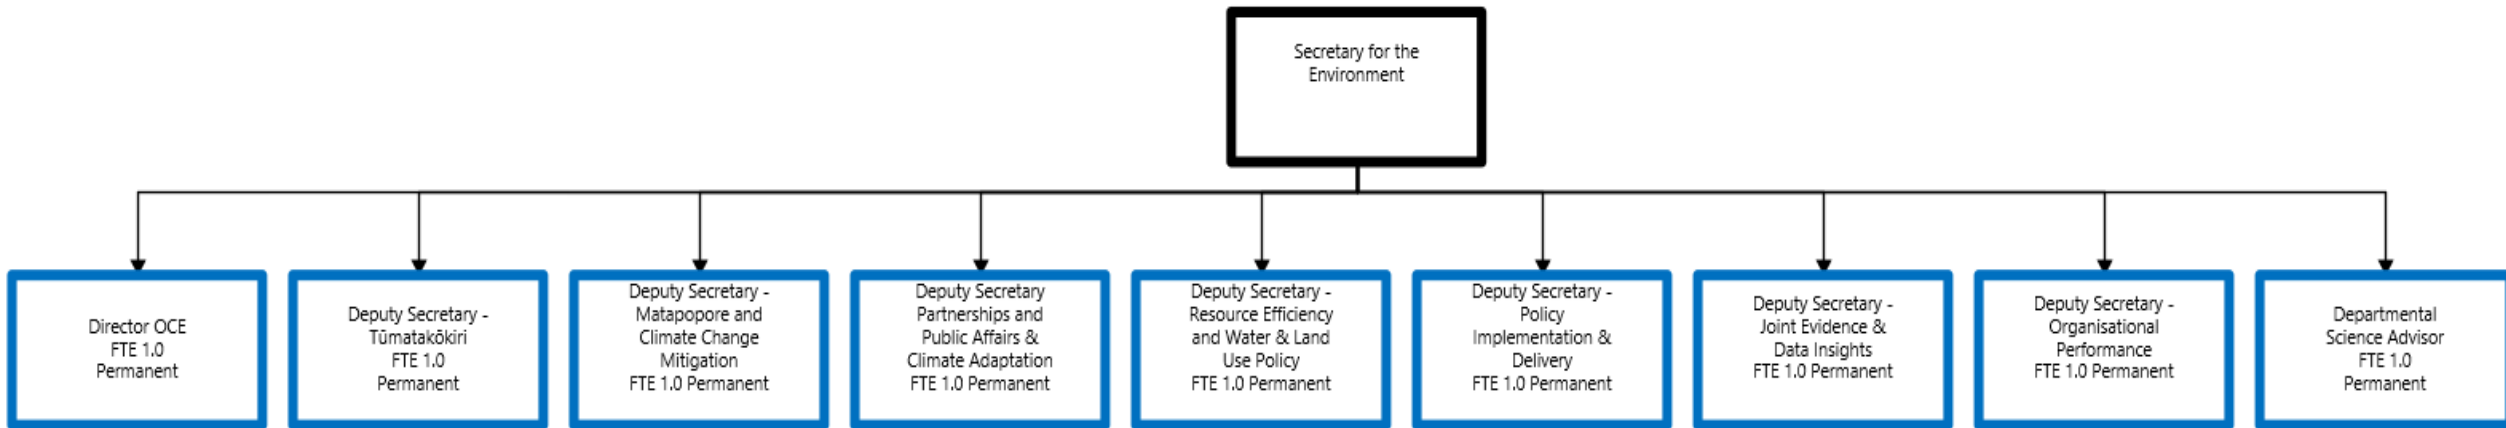 Secretary for the
Environment
Director OCE
FTE 1.0
Permanent
Deputy Secretary -
Tūmatakōkiri
FTE 1.0
Permanent
Deputy Secretary -
Matapopore and
Climate Change
Mitigation
FTE 1.0 Permanent
Deputy Secretary
Partnerships and
Public Affairs &
Climate Adaptation
FTE 1.0 Permanent
Deputy Secretary -
Resource Efficiency
and Water & Land
Use Policy
FTE 1.0 Permanent
Deputy Secretary -
Policy
Implementation &
Delivery
FTE 1.0 Permanent
Deputy Secretary -
Joint Evidence &
Data Insights
FTE 1.0 Permanent
Deputy Secretary -
Organisational
Performance
FTE 1.0 Permanent
Departmental
Science Advisor
FTE 1.0
Permanent